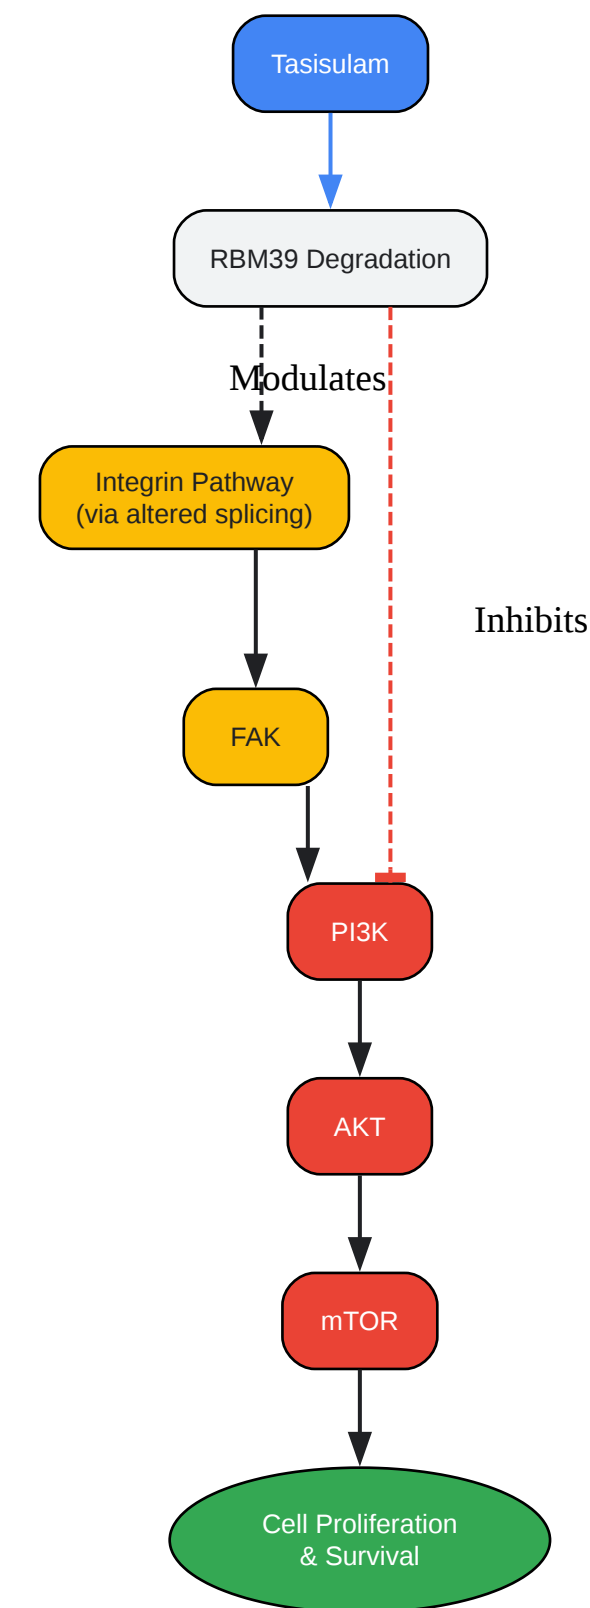 Tasisulam
RBM39 Degradation
Modulates
Integrin Pathway
(via altered splicing)
Inhibits
FAK
PI3K
AKT
mTOR
Cell Proliferation
& Survival